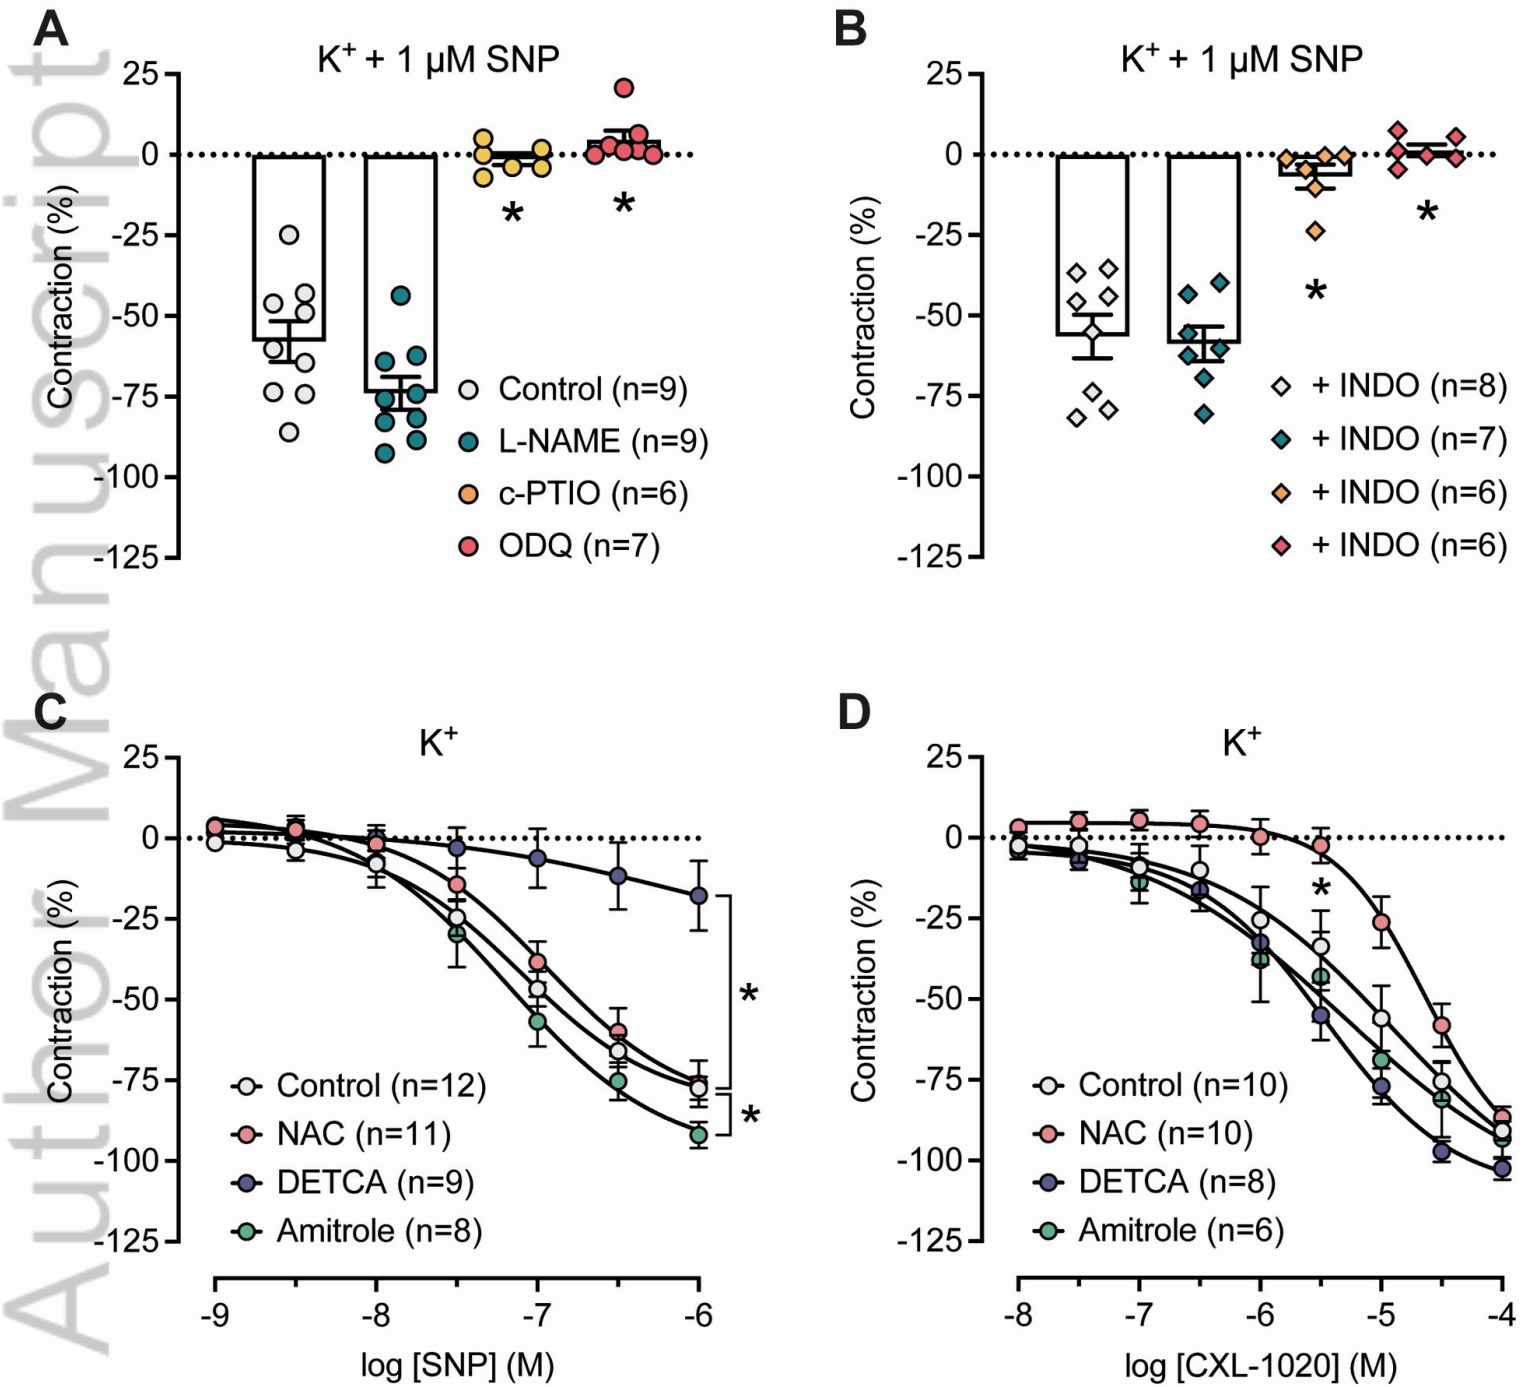 Author Manuscript
A
K⁺ + 1 µM SNP
Contraction (%)
25
0
-25
-50
-75
-100
-125
*
*
Control (n=9)
L-NAME (n=9)
c-PTIO (n=6)
ODQ (n=7)
B
K⁺ + 1 µM SNP
Contraction (%)
25
0
-25
-50
-75
-100
-125
*
*
+ INDO (n=8)
+ INDO (n=7)
+ INDO (n=6)
+ INDO (n=6)
C
K⁺
Contraction (%)
25
0
-25
-50
-75
-100
-125
*
*
Control (n=12)
NAC (n=11)
DETCA (n=9)
Amitrole (n=8)
-9 -8 -7 -6
log [SNP] (M)
D
K⁺
Contraction (%)
25
0
-25
-50
-75
-100
-125
*
Control (n=10)
NAC (n=10)
DETCA (n=8)
Amitrole (n=6)
-8 -7 -6 -5 -4
log [CXL-1020] (M)